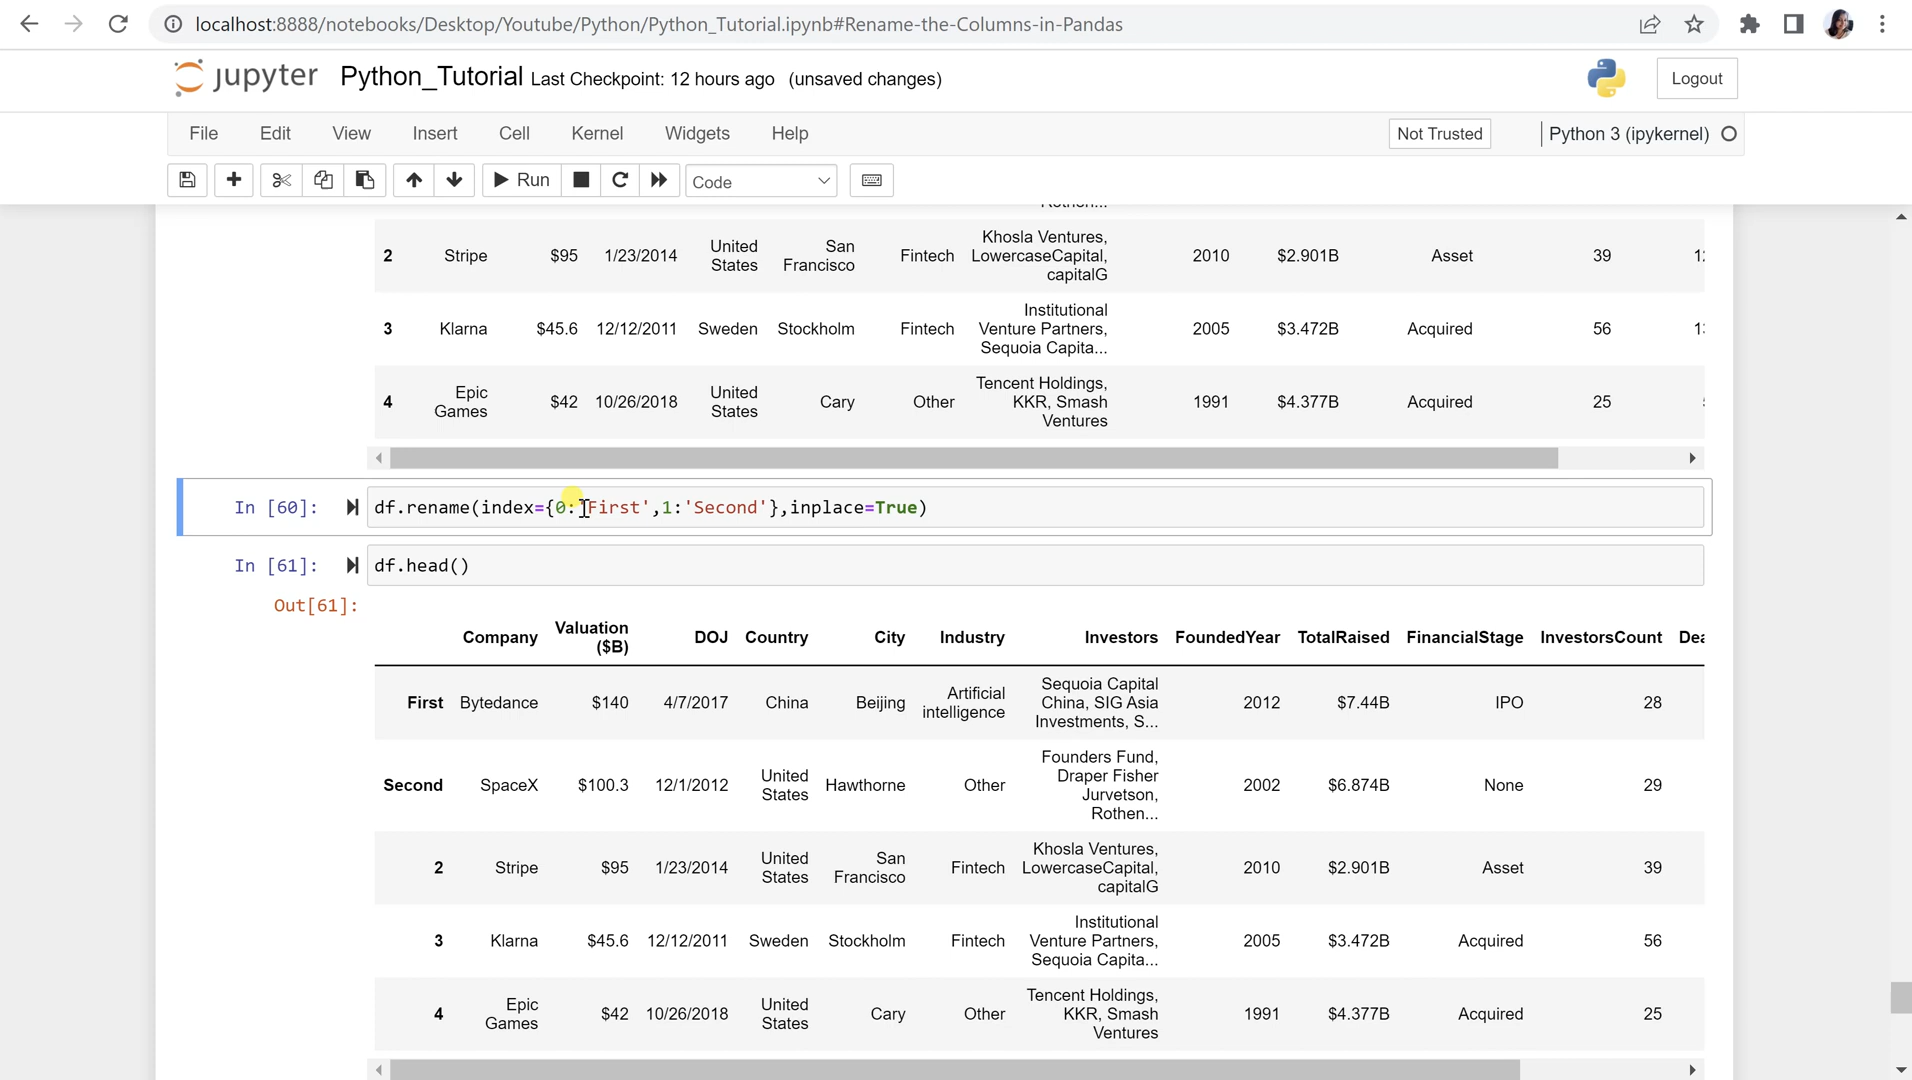 localhost:8888/notebooks/Desktop/Youtube/Python/Python_Tutorial.ipynb#Rename-the-Columns-in-Pandas
jupyter Python_Tutorial Last Checkpoint: 12 hours ago (unsaved changes) Logout
File Edit View Insert Cell Kernel Widgets Help Not Trusted Python 3 (ipykernel)
Run Code
2 Stripe $95 1/23/2014 United States San Francisco Fintech Khosla Ventures, LowercaseCapital, capitalG 2010 $2.901B Asset 39
3 Klarna $45.6 12/12/2011 Sweden Stockholm Fintech Institutional Venture Partners, Sequoia Capita... 2005 $3.472B Acquired 56
4 Epic Games $42 10/26/2018 United States Cary Other Tencent Holdings, KKR, Smash Ventures 1991 $4.377B Acquired 25
In [60]: df.rename(index={0:'First',1:'Second'},inplace=True)
In [61]: df.head()
Out[61]:
Company Valuation ($B) DOJ Country City Industry Investors FoundedYear TotalRaised FinancialStage InvestorsCount Dea
First Bytedance $140 4/7/2017 China Beijing Artificial intelligence Sequoia Capital China, SIG Asia Investments, S... 2012 $7.44B IPO 28
Second SpaceX $100.3 12/1/2012 United States Hawthorne Other Founders Fund, Draper Fisher Jurvetson, Rothen... 2002 $6.874B None 29
2 Stripe $95 1/23/2014 United States San Francisco Fintech Khosla Ventures, LowercaseCapital, capitalG 2010 $2.901B Asset 39
3 Klarna $45.6 12/12/2011 Sweden Stockholm Fintech Institutional Venture Partners, Sequoia Capita... 2005 $3.472B Acquired 56
4 Epic Games $42 10/26/2018 United States Cary Other Tencent Holdings, KKR, Smash Ventures 1991 $4.377B Acquired 25